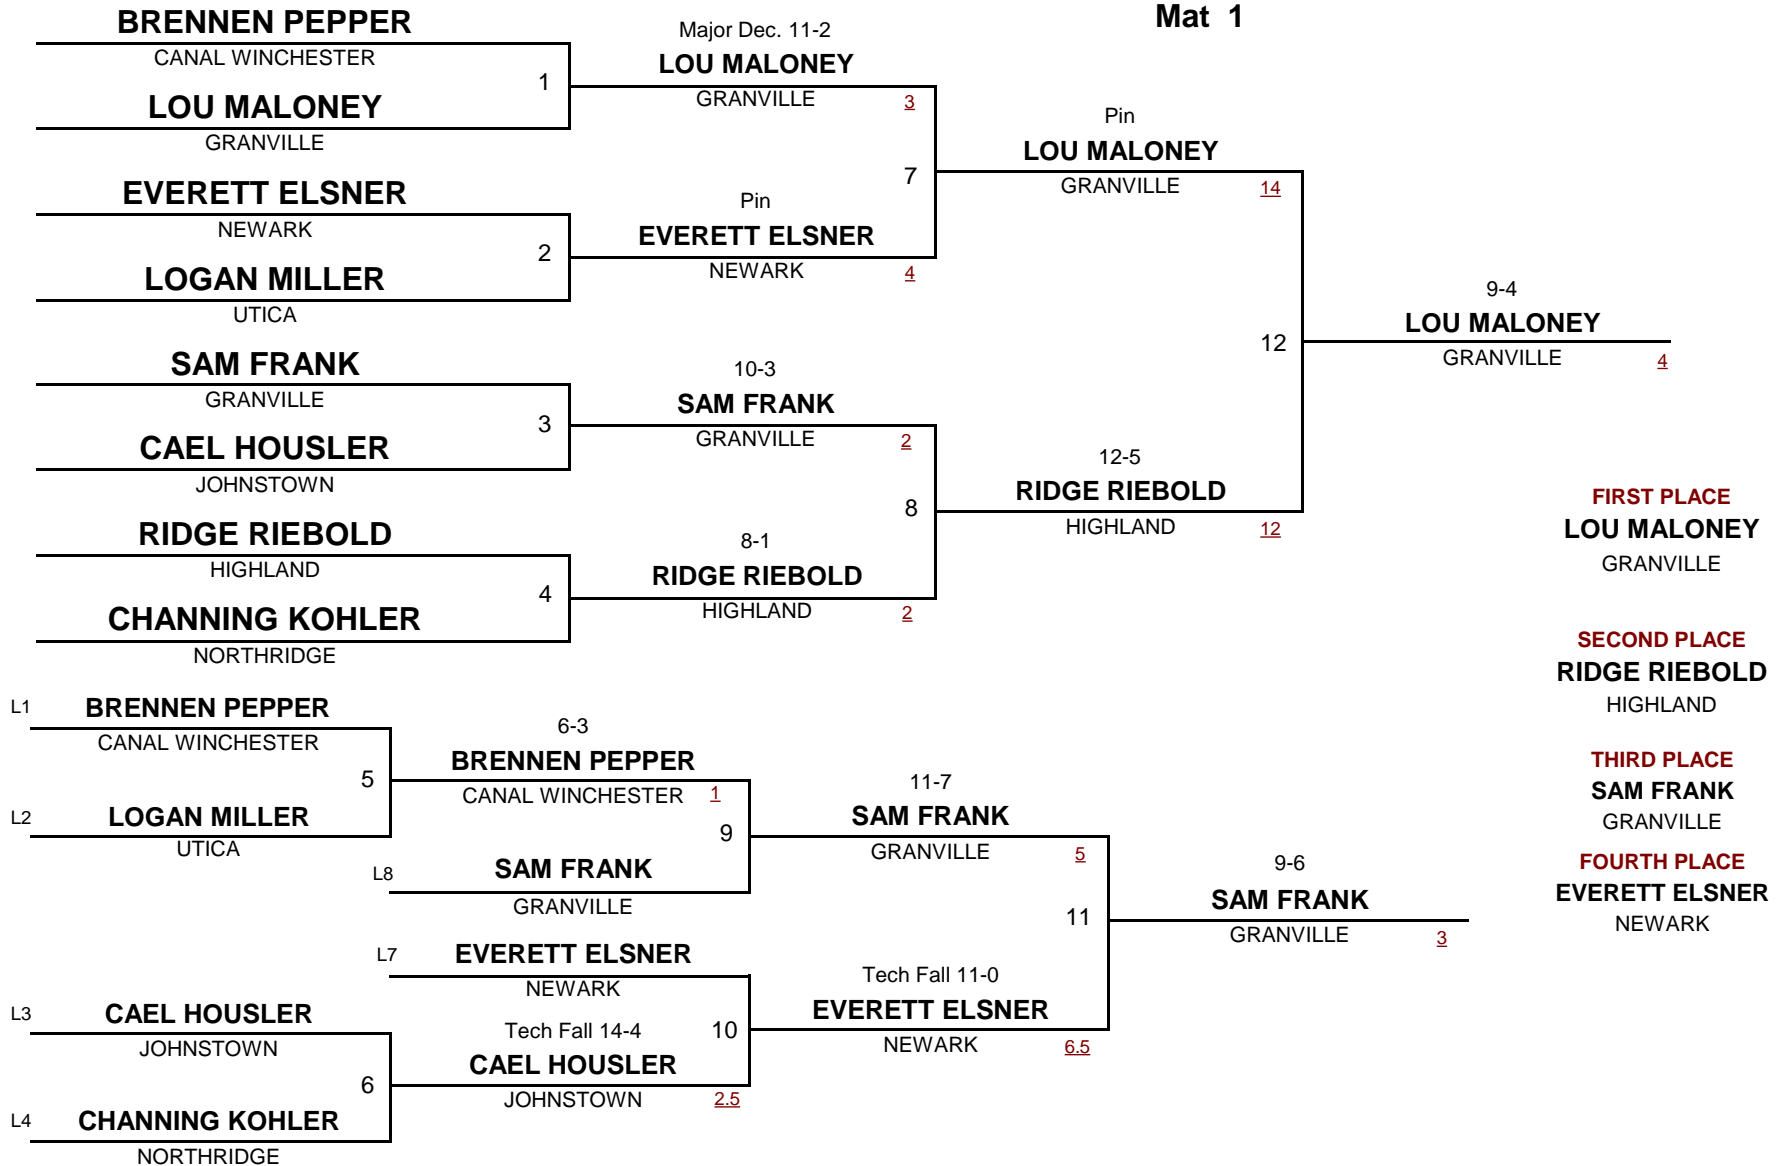 Mat 1
BRENNEN PEPPER
CANAL WINCHESTER
1
LOU MALONEY
GRANVILLE
EVERETT ELSNER
NEWARK
2
LOGAN MILLER
UTICA
SAM FRANK
GRANVILLE
3
CAEL HOUSLER
JOHNSTOWN
RIDGE RIEBOLD
HIGHLAND
4
CHANNING KOHLER
NORTHRIDGE
Major Dec. 11-2
LOU MALONEY
GRANVILLE 3
7
Pin
EVERETT ELSNER
NEWARK 4
10-3
SAM FRANK
GRANVILLE 2
8
8-1
RIDGE RIEBOLD
HIGHLAND 2
Pin
LOU MALONEY
GRANVILLE 14
12
12-5
RIDGE RIEBOLD
HIGHLAND 12
9-4
LOU MALONEY
GRANVILLE 4
FIRST PLACE
LOU MALONEY
GRANVILLE
SECOND PLACE
RIDGE RIEBOLD
HIGHLAND
THIRD PLACE
SAM FRANK
GRANVILLE
FOURTH PLACE
EVERETT ELSNER
NEWARK
L1 BRENNEN PEPPER
CANAL WINCHESTER
5
L2 LOGAN MILLER
UTICA
6-3
BRENNEN PEPPER
CANAL WINCHESTER 1
9
L8 SAM FRANK
GRANVILLE
L7 EVERETT ELSNER
NEWARK
10
L3 CAEL HOUSLER
JOHNSTOWN
6
L4 CHANNING KOHLER
NORTHRIDGE
Tech Fall 14-4
CAEL HOUSLER
JOHNSTOWN 2.5
11-7
SAM FRANK
GRANVILLE 5
11
Tech Fall 11-0
EVERETT ELSNER
NEWARK 6.5
9-6
SAM FRANK
GRANVILLE 3